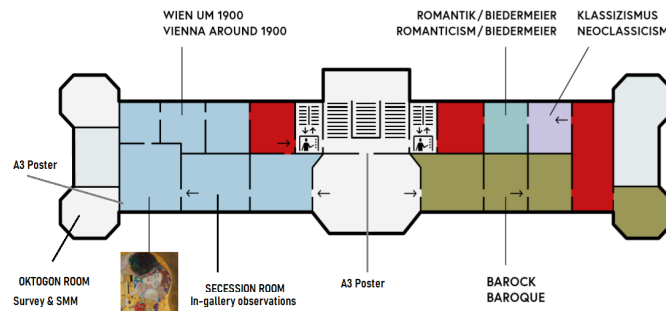 WIEN UM 1900
VIENNA AROUND 1900
ROMANTIK/BIEDERMEIER
ROMANTICISM/BIEDERMEIER
KLASSIZISMUS
NEOCLASSICISM
A3 Poster
OKTOGON ROOM
Survey & SMM
SECESSION ROOM
In-gallery observations
A3 Poster
BAROCK
BAROQUE